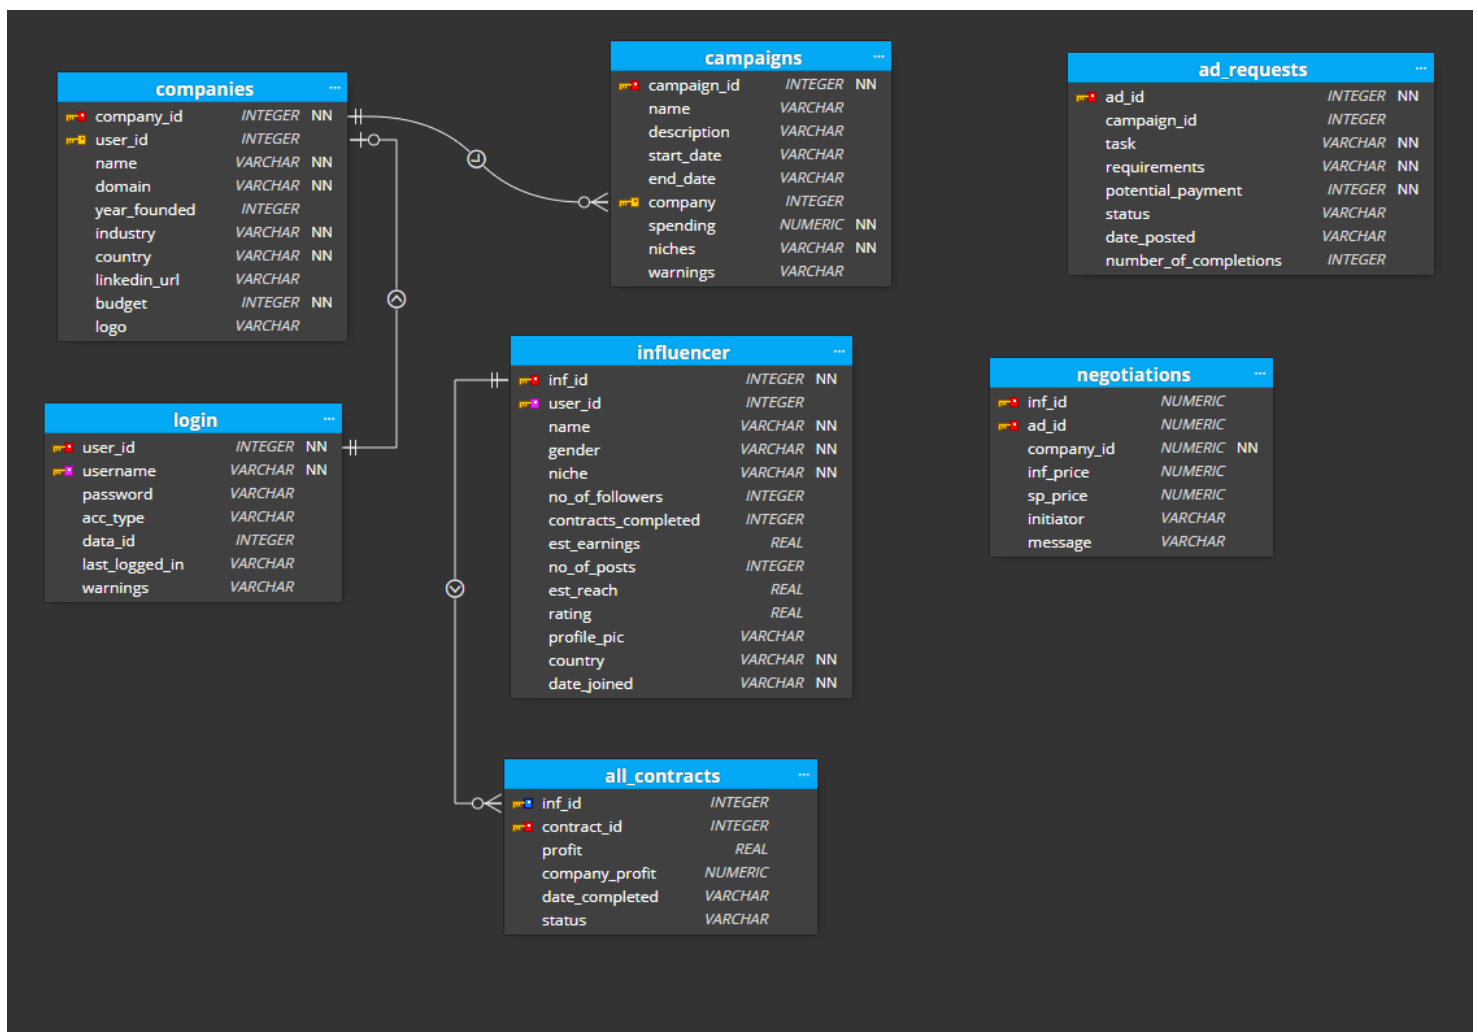 companies ...
company_id INTEGER NN
user_id INTEGER
name VARCHAR NN
domain VARCHAR NN
year_founded INTEGER
industry VARCHAR NN
country VARCHAR NN
linkedin_url VARCHAR
budget INTEGER NN
logo VARCHAR
campaigns ...
campaign_id INTEGER NN
name VARCHAR
description VARCHAR
start_date VARCHAR
end_date VARCHAR
company INTEGER
spending NUMERIC NN
niches VARCHAR NN
warnings VARCHAR
ad_requests ...
ad_id INTEGER NN
campaign_id INTEGER
task VARCHAR NN
requirements VARCHAR NN
potential_payment INTEGER NN
status VARCHAR
date_posted VARCHAR
number_of_completions INTEGER
login ...
user_id INTEGER NN
username VARCHAR NN
password VARCHAR
acc_type VARCHAR
data_id INTEGER
last_logged_in VARCHAR
warnings VARCHAR
influencer ...
inf_id INTEGER NN
user_id INTEGER
name VARCHAR NN
gender VARCHAR NN
niche VARCHAR NN
no_of_followers INTEGER
contracts_completed INTEGER
est_earnings REAL
no_of_posts INTEGER
est_reach REAL
rating REAL
profile_pic VARCHAR
country VARCHAR NN
date_joined VARCHAR NN
negotiations ...
inf_id NUMERIC
ad_id NUMERIC
company_id NUMERIC NN
inf_price NUMERIC
sp_price NUMERIC
initiator VARCHAR
message VARCHAR
all_contracts ...
inf_id INTEGER
contract_id INTEGER
profit REAL
company_profit NUMERIC
date_completed VARCHAR
status VARCHAR